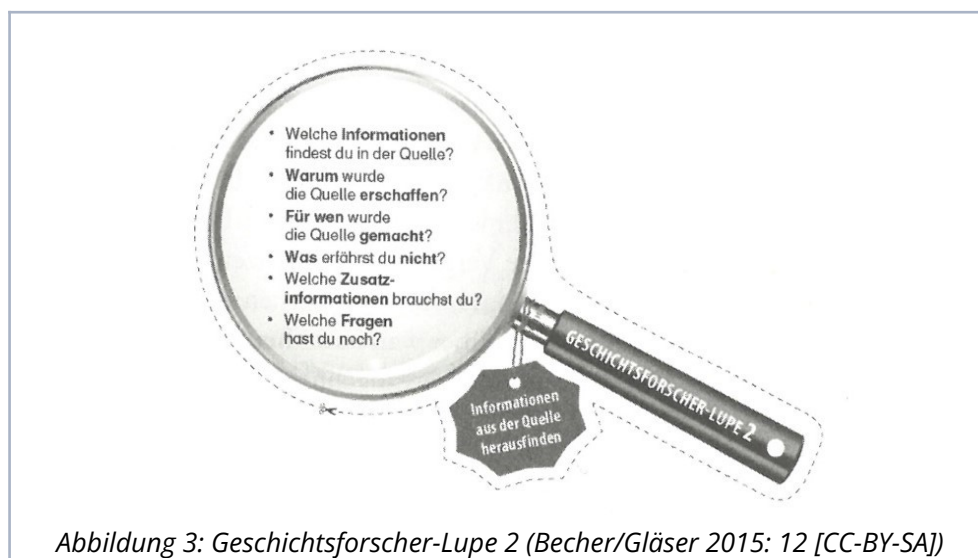 • Welche Informationen
findest du in der Quelle?
• Warum wurde
die Quelle erschaffen?
• Für wen wurde
die Quelle gemacht?
• Was erfährst du nicht?
• Welche Zusatz-
informationen brauchst du?
• Welche Fragen
hast du noch?
GESCHICHTSFORSCHER-LUPE 2
Informationen
aus der Quelle
herausfinden
Abbildung 3: Geschichtsforscher-Lupe 2 (Becher/Gläser 2015: 12 [CC-BY-SA])